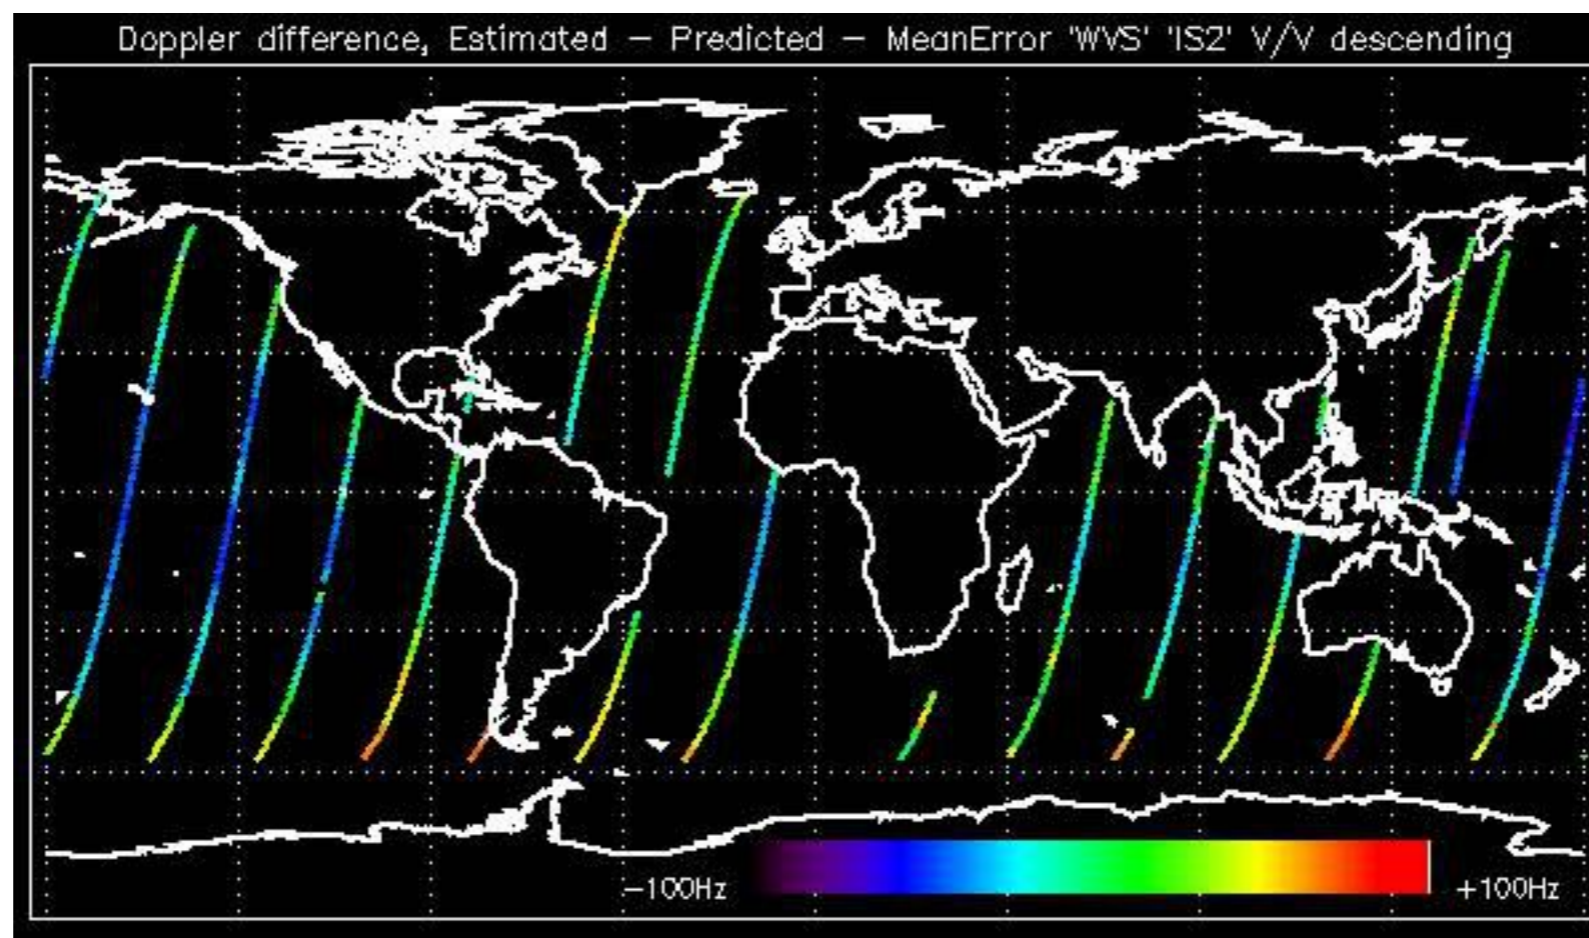 Doppler difference, Estimated – Predicted – MeanError 'WVS' 'IS2' V/V descending
–100Hz +100Hz